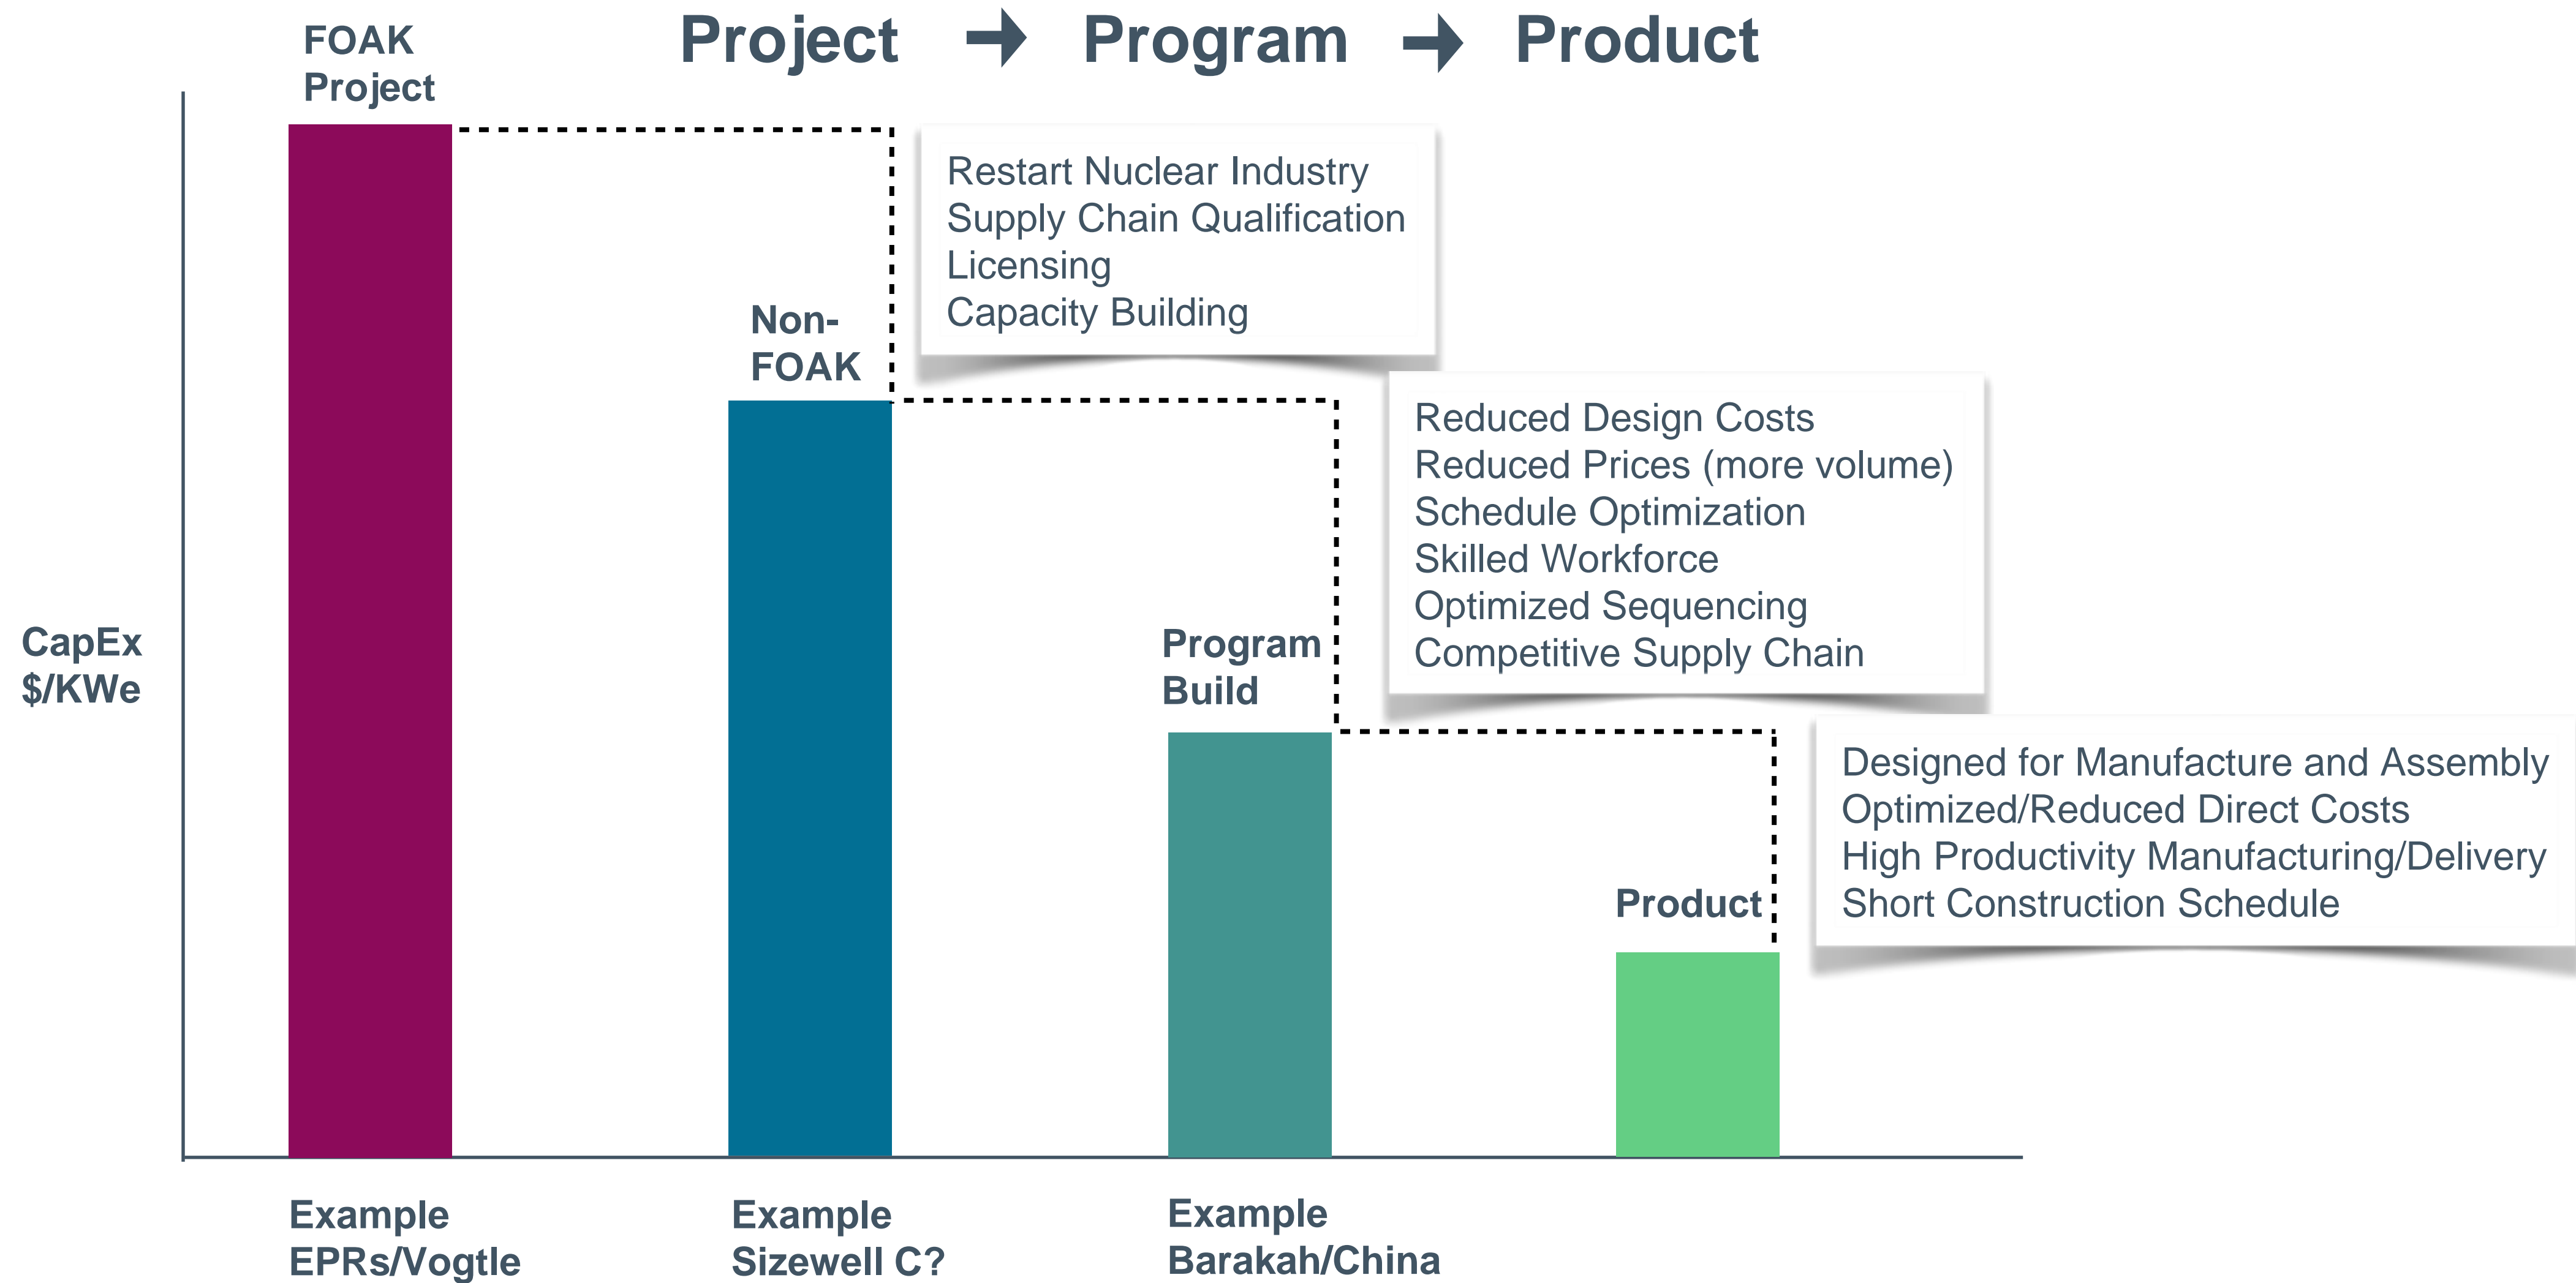 Project → Program → Product
FOAK
Project
Restart Nuclear Industry
Supply Chain Qualification
Licensing
Capacity Building
Non-
FOAK
Reduced Design Costs
Reduced Prices (more volume)
Schedule Optimization
Skilled Workforce
Optimized Sequencing
Competitive Supply Chain
CapEx
$/KWe
Program
Build
Designed for Manufacture and Assembly
Optimized/Reduced Direct Costs
High Productivity Manufacturing/Delivery
Short Construction Schedule
Product
Example
EPRs/Vogtle
Example
Sizewell C?
Example
Barakah/China